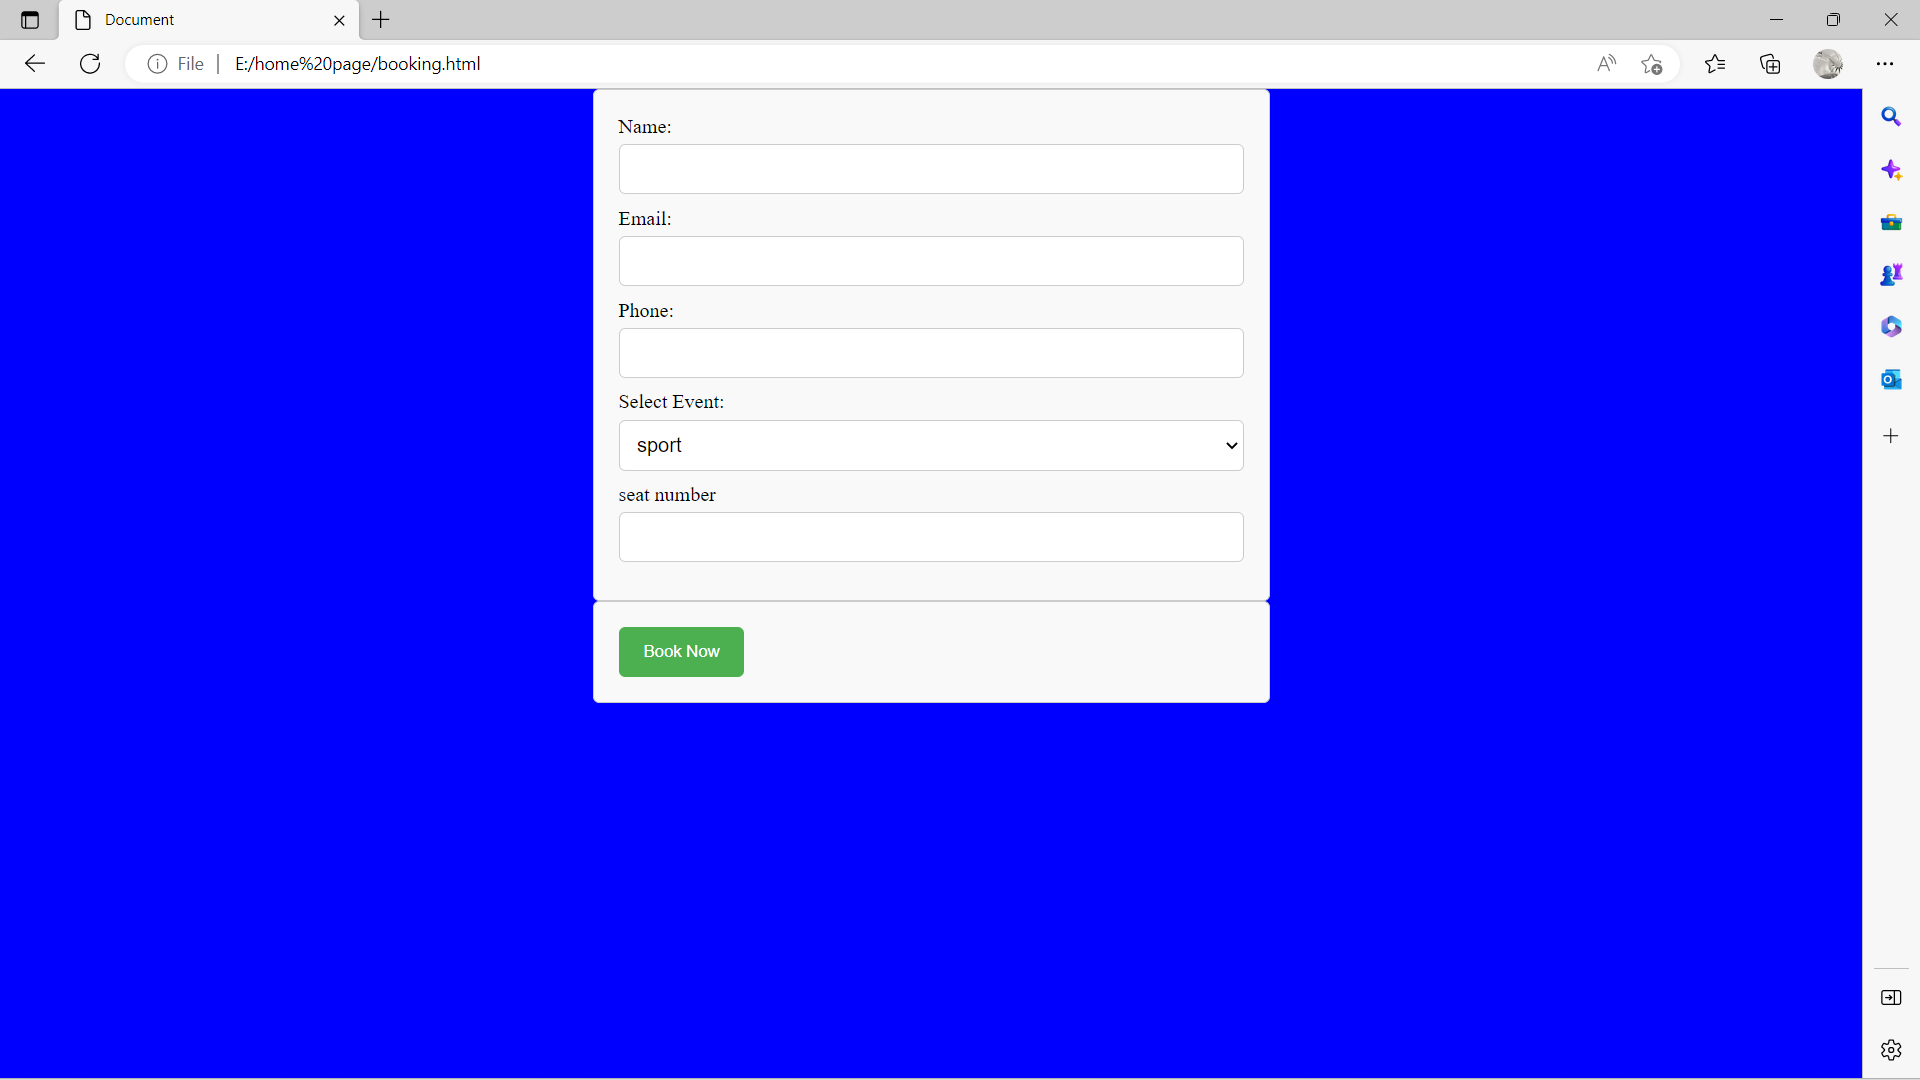 Document
File
E:/home%20page/booking.html
Name:
Email:
Phone:
Select Event:
sport
seat number
Book Now